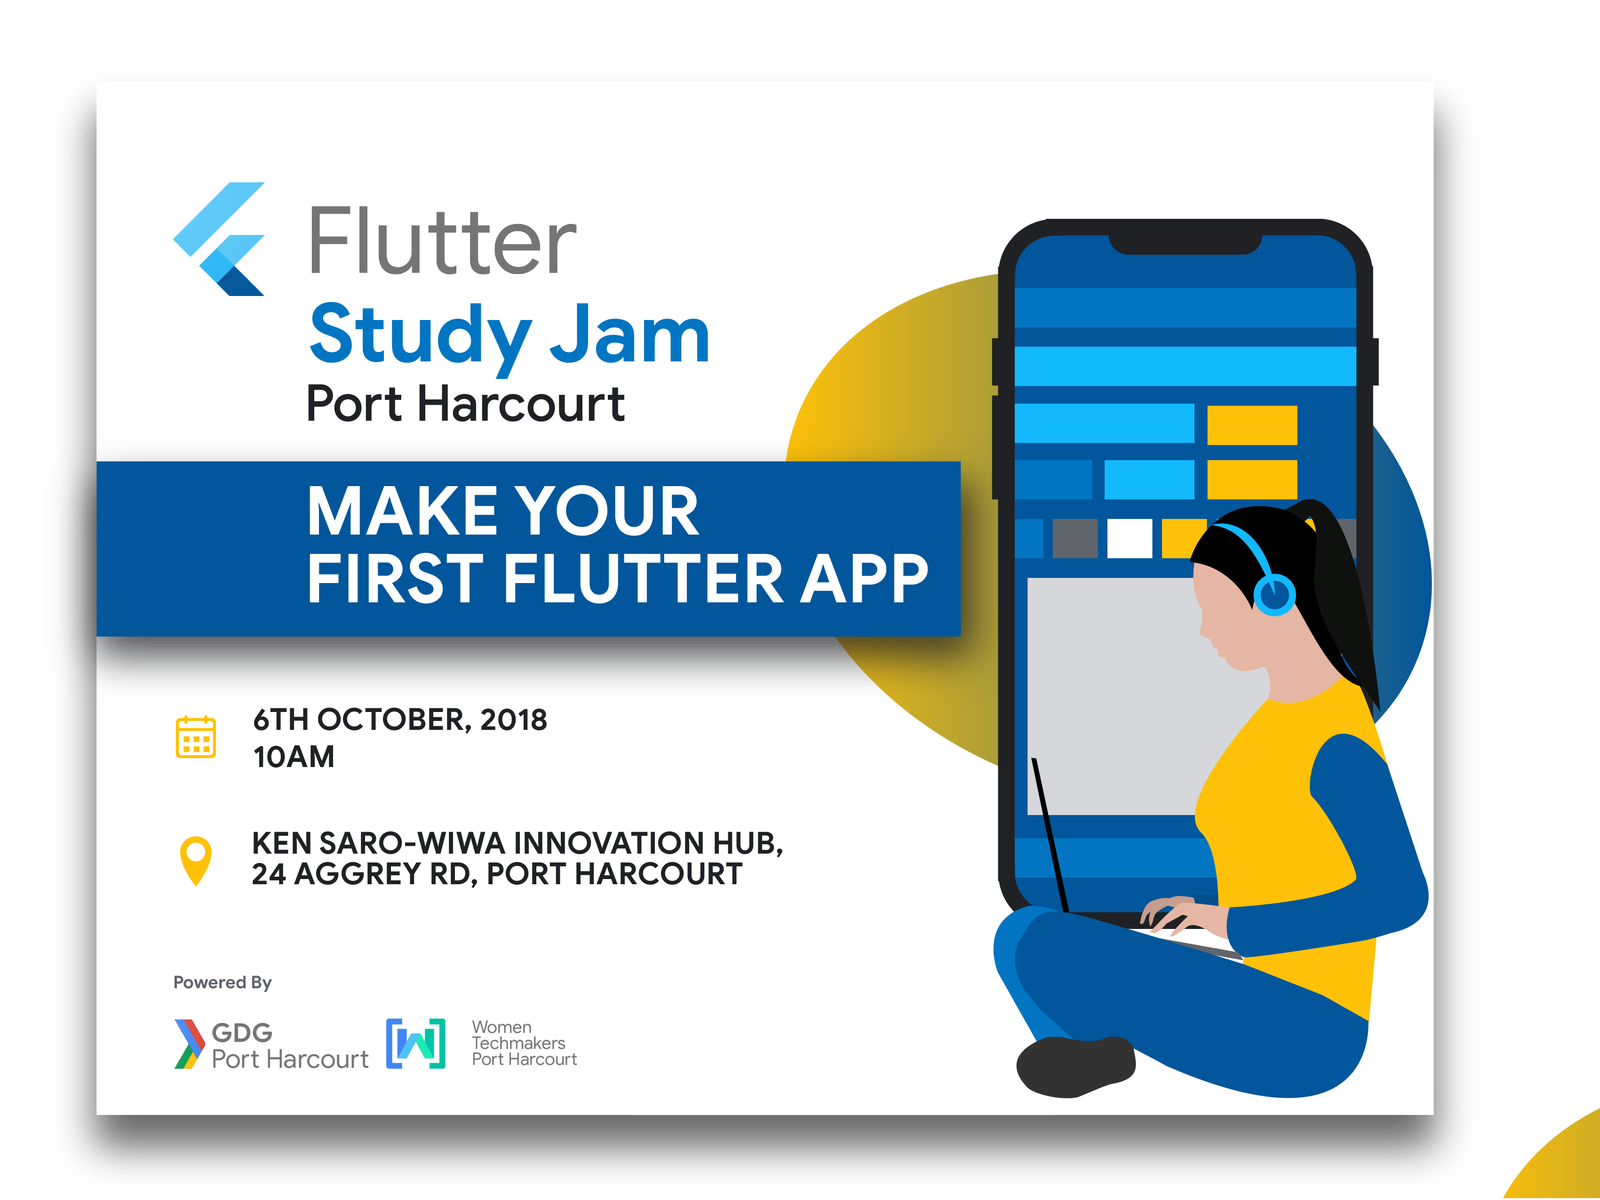 Flutter
Study Jam
Port Harcourt
MAKE YOUR
FIRST FLUTTER APP
6TH OCTOBER, 2018
10AM
KEN SARO-WIWA INNOVATION HUB,
24 AGGREY RD, PORT HARCOURT
Powered By
GDG
Port Harcourt
Women
Techmakers
Port Harcourt